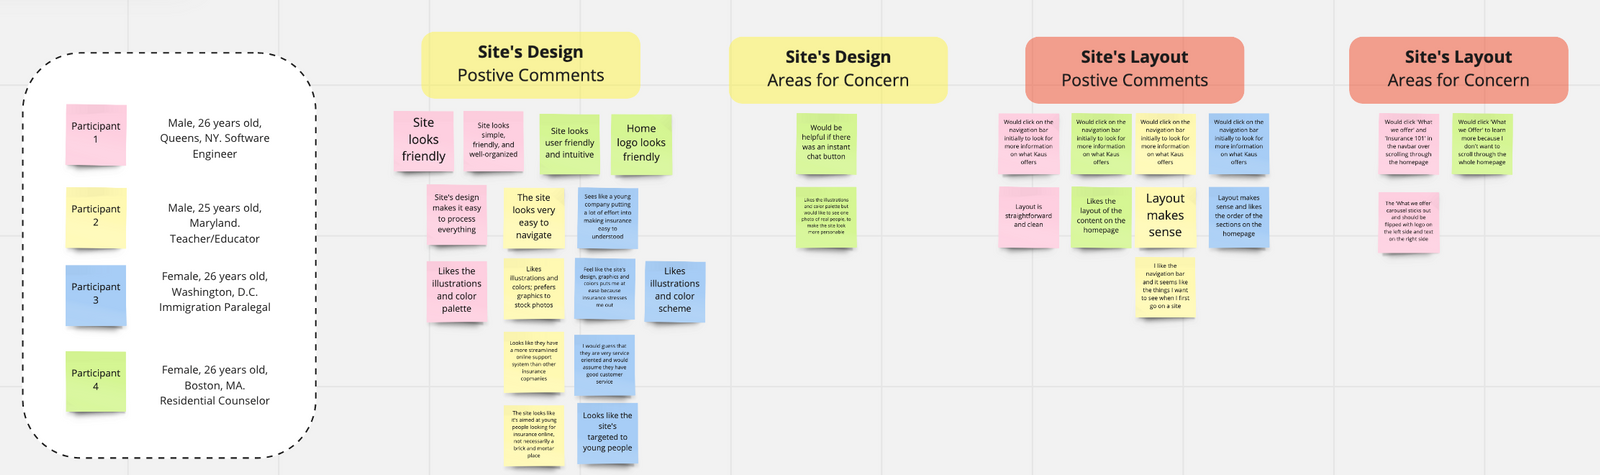 Participant
1
Male, 26 years old,
Queens, NY. Software
Engineer
Participant
2
Male, 25 years old,
Maryland.
Teacher/Educator
Participant
3
Female, 26 years old,
Washington, D.C.
Immigration Paralegal
Participant
4
Female, 26 years old,
Boston, MA.
Residential Counselor
Site's Design
Postive Comments
Site
looks
friendly
Site looks
simple,
friendly, and
well-organized
Site looks
user friendly
and intuitive
Home
logo looks
friendly
Site's design
makes it easy
to process
everything
The site
looks very
easy to
navigate
Sees like a young
company putting
a lot of effort into
making insurance
easy to
understood
Likes the
illustrations
and color
palette
Likes
illustrations and
colors; prefers
graphics to
stock photos
Feel like the site's
design, graphics and
colors puts me at
ease because
insurance stresses
me out
Likes
illustrations
and color
scheme
Looks like they have
a more streamlined
online support
system than other
insurance
copmanies
I would guess that
they are very service
oriented and would
assume they have
good customer
service
The site looks like
it's aimed at young
people looking for
insurance online,
not necessarily a
brick and mortar
place
Looks like the
site's
targeted to
young people
Site's Design
Areas for Concern
Would be
helpful if there
was an instant
chat button
Likes the illustrations
and color palette but
would like to see one
photo of real people, to
make the site look
more personable
Site's Layout
Postive Comments
Would click on the
navigation bar
initially to look for
more information
on what Kaus
offers
Would click on the
navigation bar
initially to look for
more information
on what Kaus
offers
Would click on the
navigation bar
initially to look for
more information
on what Kaus
offers
Would click on the
navigation bar
initially to look for
more information
on what Kaus
offers
Layout is
straightforward
and clean
Likes the
layout of the
content on the
homepage
Layout
makes
sense
Layout makes
sense and likes
the order of the
sections on the
homepage
I like the
navigation bar
and it seems like
the things I want
to see when I first
go on a site
Site's Layout
Areas for Concern
Would click 'What
we offer' and
'Insurance 101' in the
navbar over
scrolling through
the homepage
Would click 'What
we Offer' to learn
more because I
don't want to
scroll through the
whole homepage
The 'What we offer'
carousel sticks out
and should be
flipped with logo on
the left side and text
on the right side